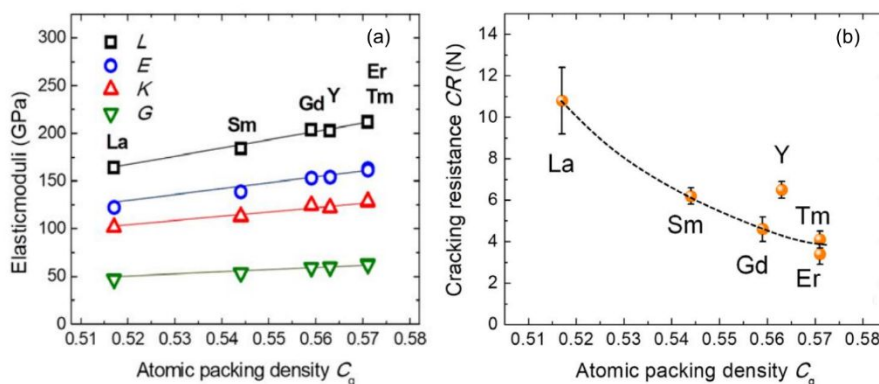 (a)
L
E
K
G
La
Sm
Gd
Y
Er
Tm
300
250
200
150
100
50
0
0.51 0.52 0.53 0.54 0.55 0.56 0.57 0.58
Elasticmoduli (GPa)
Atomic packing density Cg
(b)
14
12
10
8
6
4
2
0
La
Sm
Gd
Y
Tm
Er
0.51 0.52 0.53 0.54 0.55 0.56 0.57 0.58
Cracking resistance CR (N)
Atomic packing density Cg